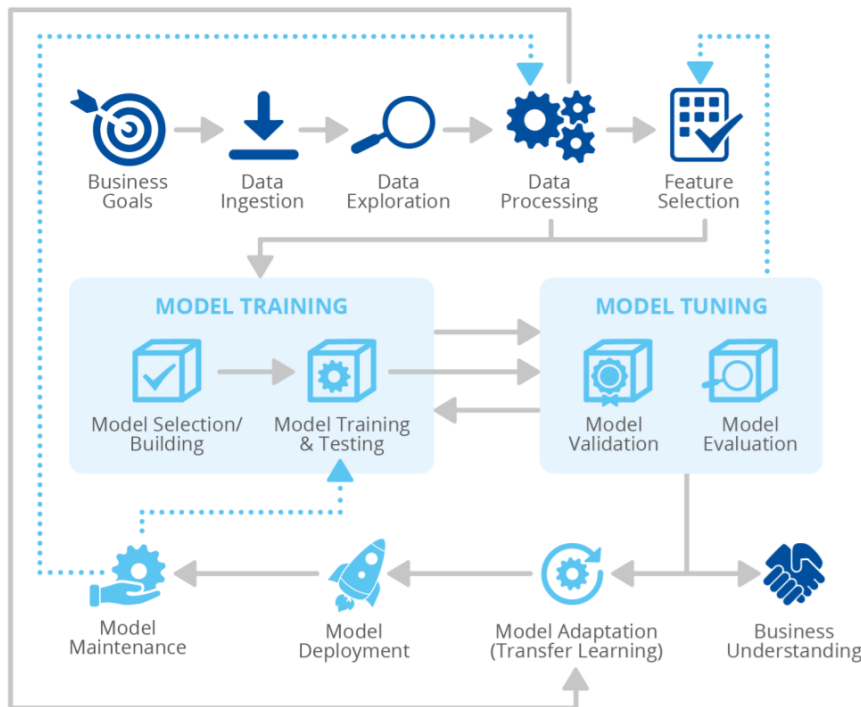 Business
Goals
Data
Ingestion
Data
Exploration
Data
Processing
Feature
Selection
MODEL TRAINING
Model Selection/
Building
Model Training
& Testing
MODEL TUNING
Model
Validation
Model
Evaluation
Model
Maintenance
Model
Deployment
Model Adaptation
(Transfer Learning)
Business
Understanding